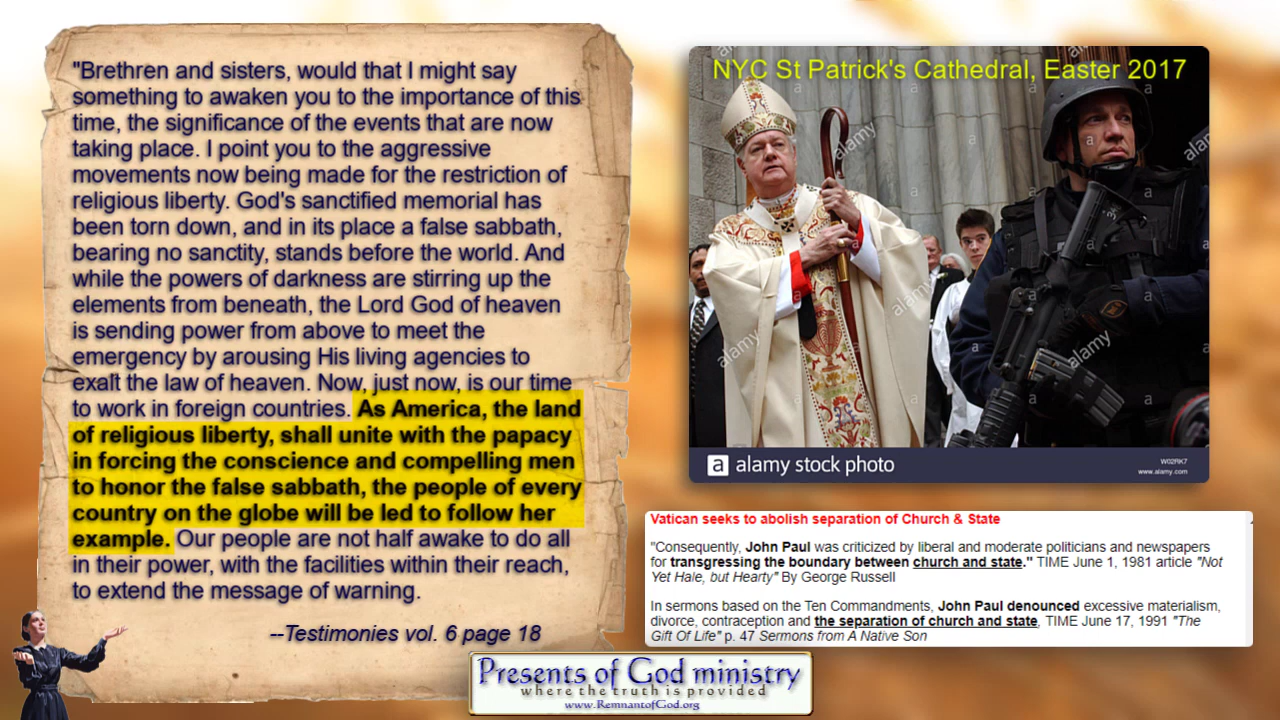 "Brethren and sisters, would that I might say
something to awaken you to the importance of this
time, the significance of the events that are now
taking place. I point you to the aggressive
movements now being made for the restriction of
religious liberty. God's sanctified memorial has
been torn down, and in its place a false sabbath,
bearing no sanctity, stands before the world. And
while the powers of darkness are stirring up the
elements from beneath, the Lord God of heaven
is sending power from above to meet the
emergency by arousing His living agencies to
exalt the law of heaven. Now, just now, is our time
to work in foreign countries. As America, the land
of religious liberty, shall unite with the papacy
in forcing the conscience and compelling men
to honor the false sabbath, the people of every
country on the globe will be led to follow her
example. Our people are not half awake to do all
in their power, with the facilities within their reach,
to extend the message of warning.
--Testimonies vol. 6 page 18
NYC St Patrick's Cathedral, Easter 2017
alamy
alamy
alamy
alamy
alamy
a alamy stock photo
W02RK7
www.alamy.com
Vatican seeks to abolish separation of Church & State
"Consequently, John Paul was criticized by liberal and moderate politicians and newspapers
for transgressing the boundary between church and state." TIME June 1, 1981 article "Not
Yet Hale, but Hearty" By George Russell
In sermons based on the Ten Commandments, John Paul denounced excessive materialism,
divorce, contraception and the separation of church and state, TIME June 17, 1991 "The
Gift Of Life" p. 47 Sermons from A Native Son
Presents of God ministry
where the truth is provided
www.RemnantofGod.org